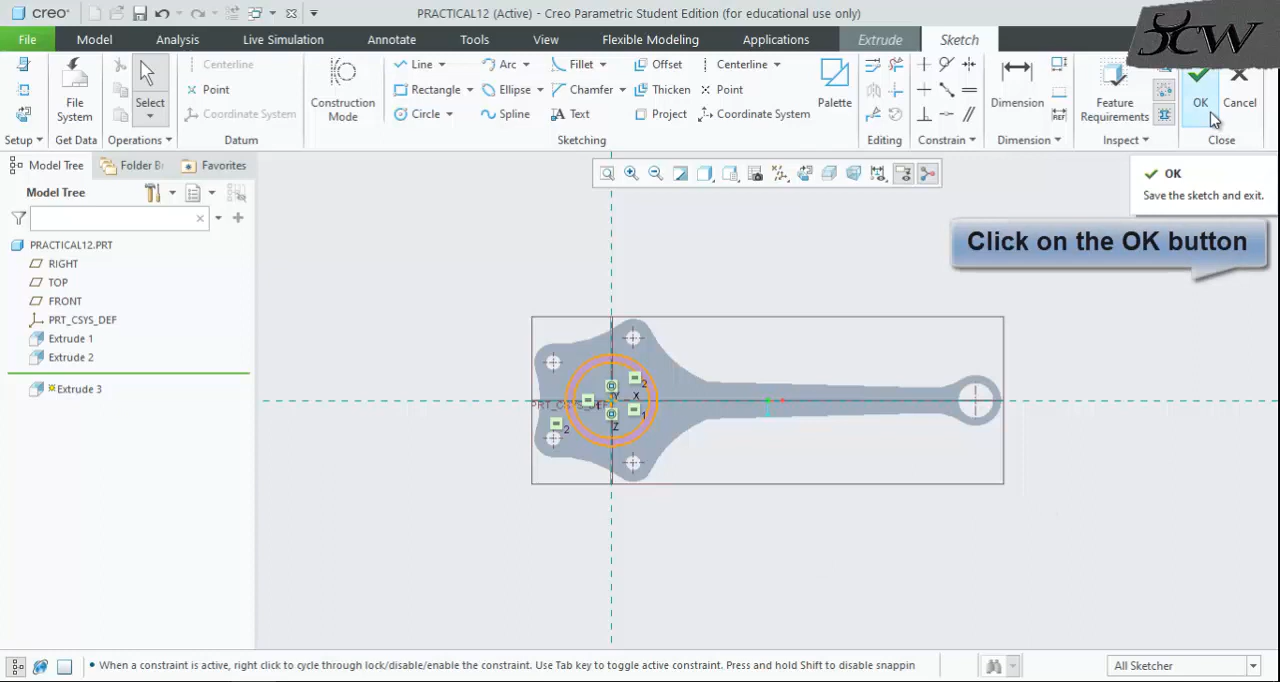 creo PRACTICAL12 (Active) - Creo Parametric Student Edition (for educational use only)
File Model Analysis Live Simulation Annotate Tools View Flexible Modeling Applications Extrude Sketch
XW
File System
Select
Centerline
Point
Coordinate System
Construction Mode
Line Arc Fillet Offset Centerline
Rectangle Ellipse Chamfer Thicken Point
Circle Spline Text Project Coordinate System
Palette
Dimension
REF
Feature Requirements
OK Cancel
Setup Get Data Operations Datum Sketching Editing Constrain Dimension Inspect Close
Model Tree Folder B Favorites
Model Tree
PRACTICAL12.PRT
RIGHT
TOP
FRONT
PRT_CSYS_DEF
Extrude 1
Extrude 2
Extrude 3
OK
Save the sketch and exit.
Click on the OK button
2
Y X
1
Z
2
• When a constraint is active, right click to cycle through lock/disable/enable the constraint. Use Tab key to toggle active constraint. Press and hold Shift to disable snappin
All Sketcher